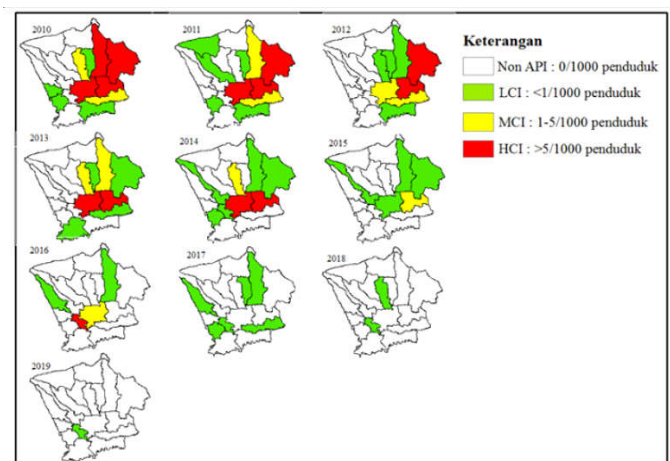 2010
2011
2012
Keterangan
Non API : 0/1000 penduduk
LCI : <1/1000 penduduk
MCI : 1-5/1000 penduduk
HCI : >5/1000 penduduk
2013
2014
2015
2016
2017
2018
2019